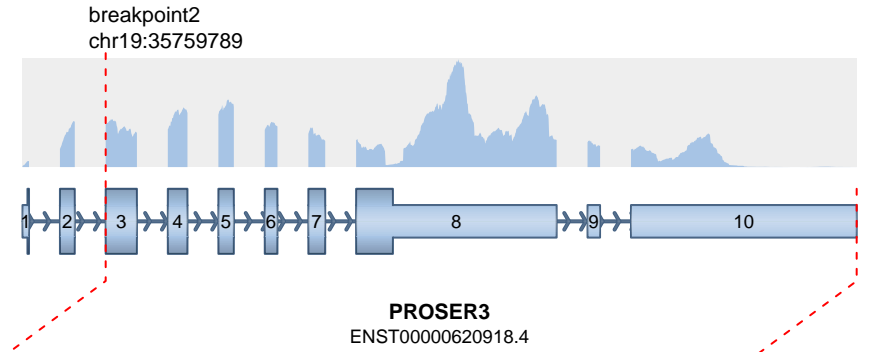 breakpoint2
chr19:35759789
1 2 3 4 5 6 7 8 9 10
PROSER3
ENST00000620918.4